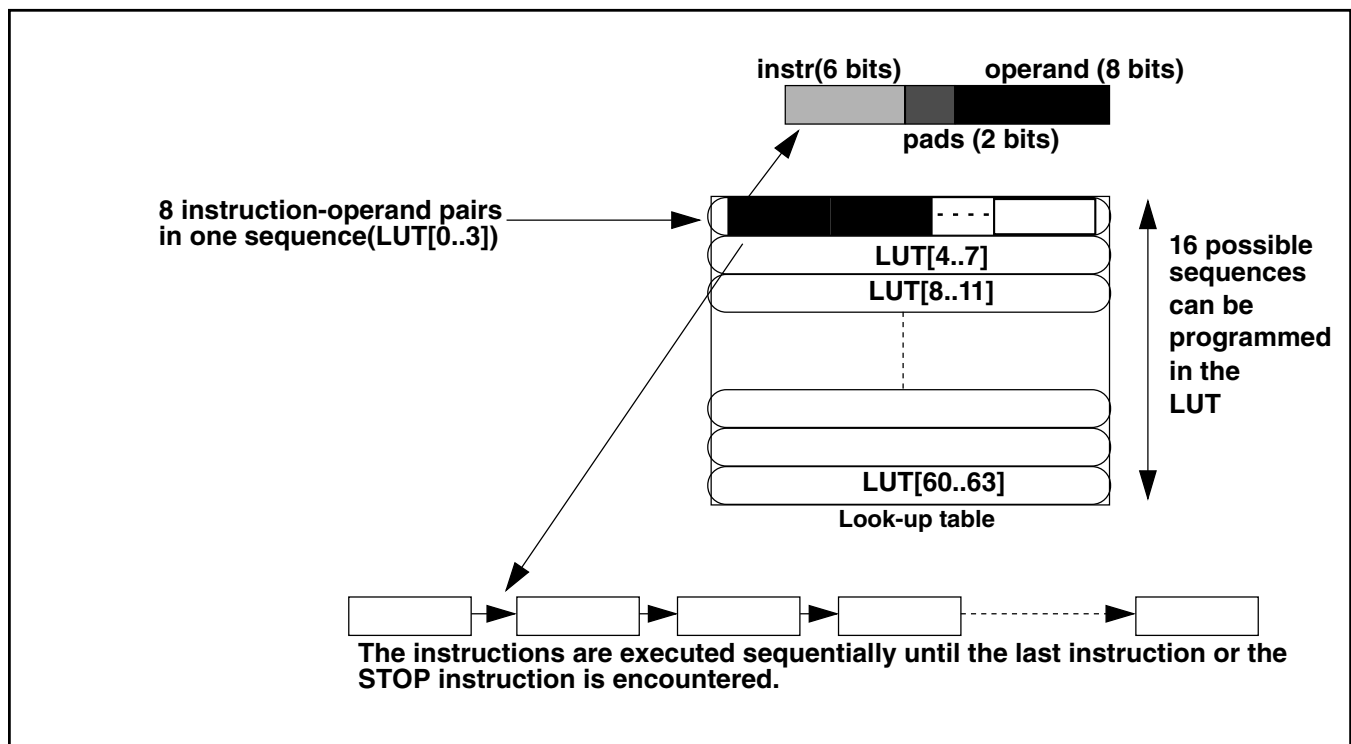 instr(6 bits)
operand (8 bits)
pads (2 bits)
8 instruction-operand pairs
in one sequence(LUT[0..3])
LUT[4..7]
LUT[8..11]
LUT[60..63]
Look-up table
16 possible
sequences
can be
programmed
in the
LUT
The instructions are executed sequentially until the last instruction or the
STOP instruction is encountered.